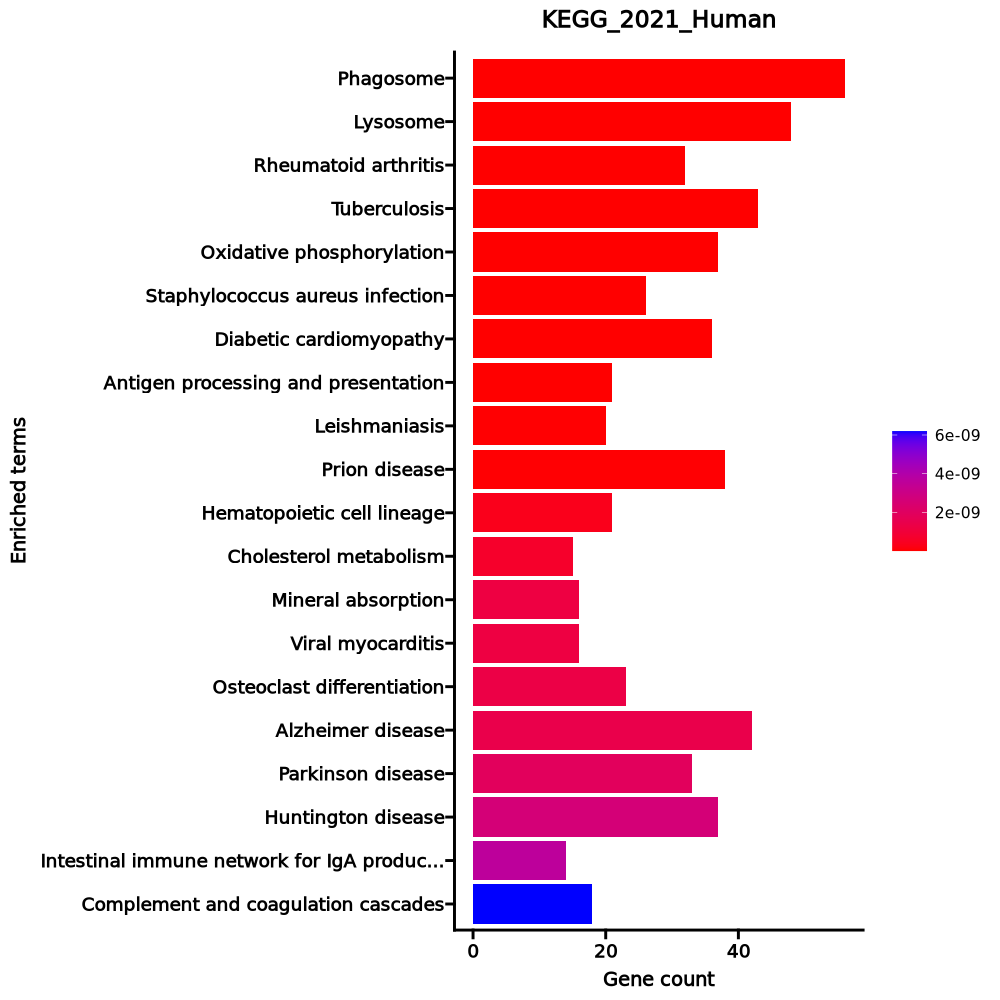 KEGG_2021_Human
Phagosome
Lysosome
Rheumatoid arthritis
Tuberculosis
Oxidative phosphorylation
Staphylococcus aureus infection
Diabetic cardiomyopathy
Antigen processing and presentation
Leishmaniasis
Prion disease
Hematopoietic cell lineage
Cholesterol metabolism
Mineral absorption
Viral myocarditis
Osteoclast differentiation
Alzheimer disease
Parkinson disease
Huntington disease
Intestinal immune network for IgA produc...
Complement and coagulation cascades
Enriched terms
0 20 40
Gene count
6e-09
4e-09
2e-09